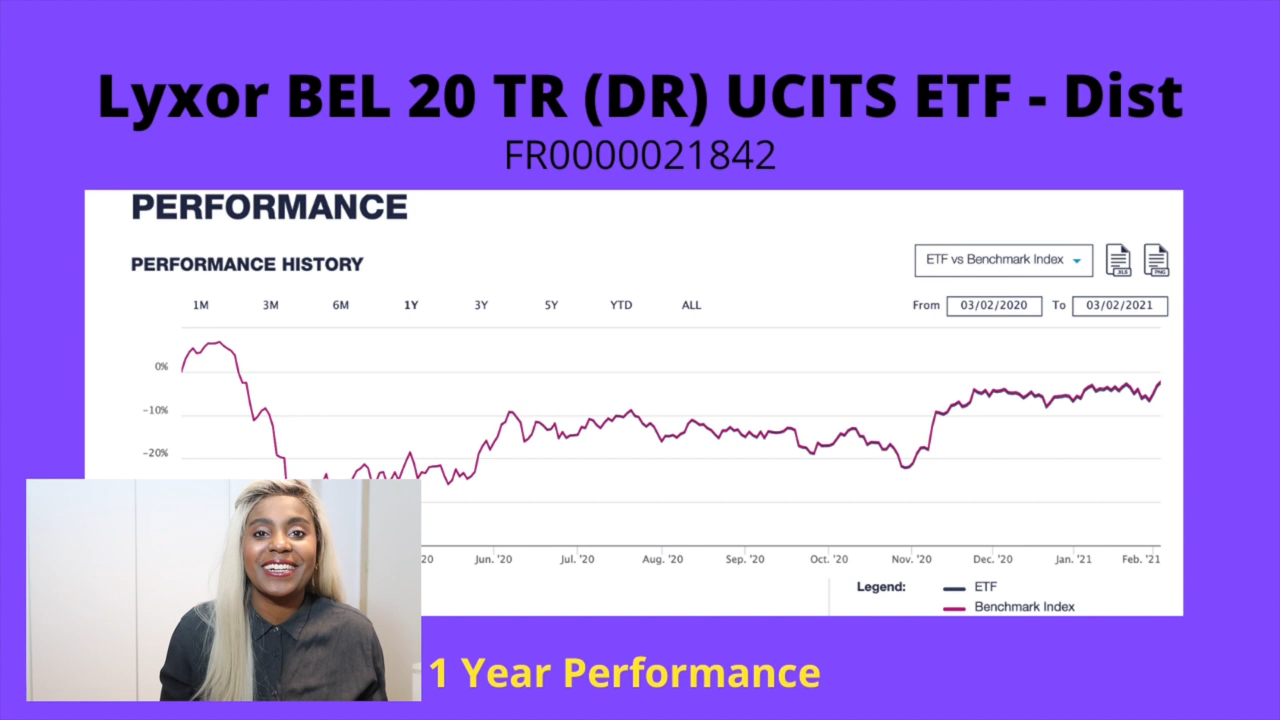 Lyxor BEL 20 TR (DR) UCITS ETF - Dist
FR0000021842
PERFORMANCE
PERFORMANCE HISTORY
ETF vs Benchmark Index
.XLS
.PNG
1M 3M 6M 1Y 3Y 5Y YTD ALL
From 03/02/2020 To 03/02/2021
0%
-10%
-20%
20 Jun. '20 Jul. '20 Aug. '20 Sep. '20 Oct. '20 Nov. '20 Dec. '20 Jan. '21 Feb. '21
Legend: ETF
Benchmark Index
1 Year Performance